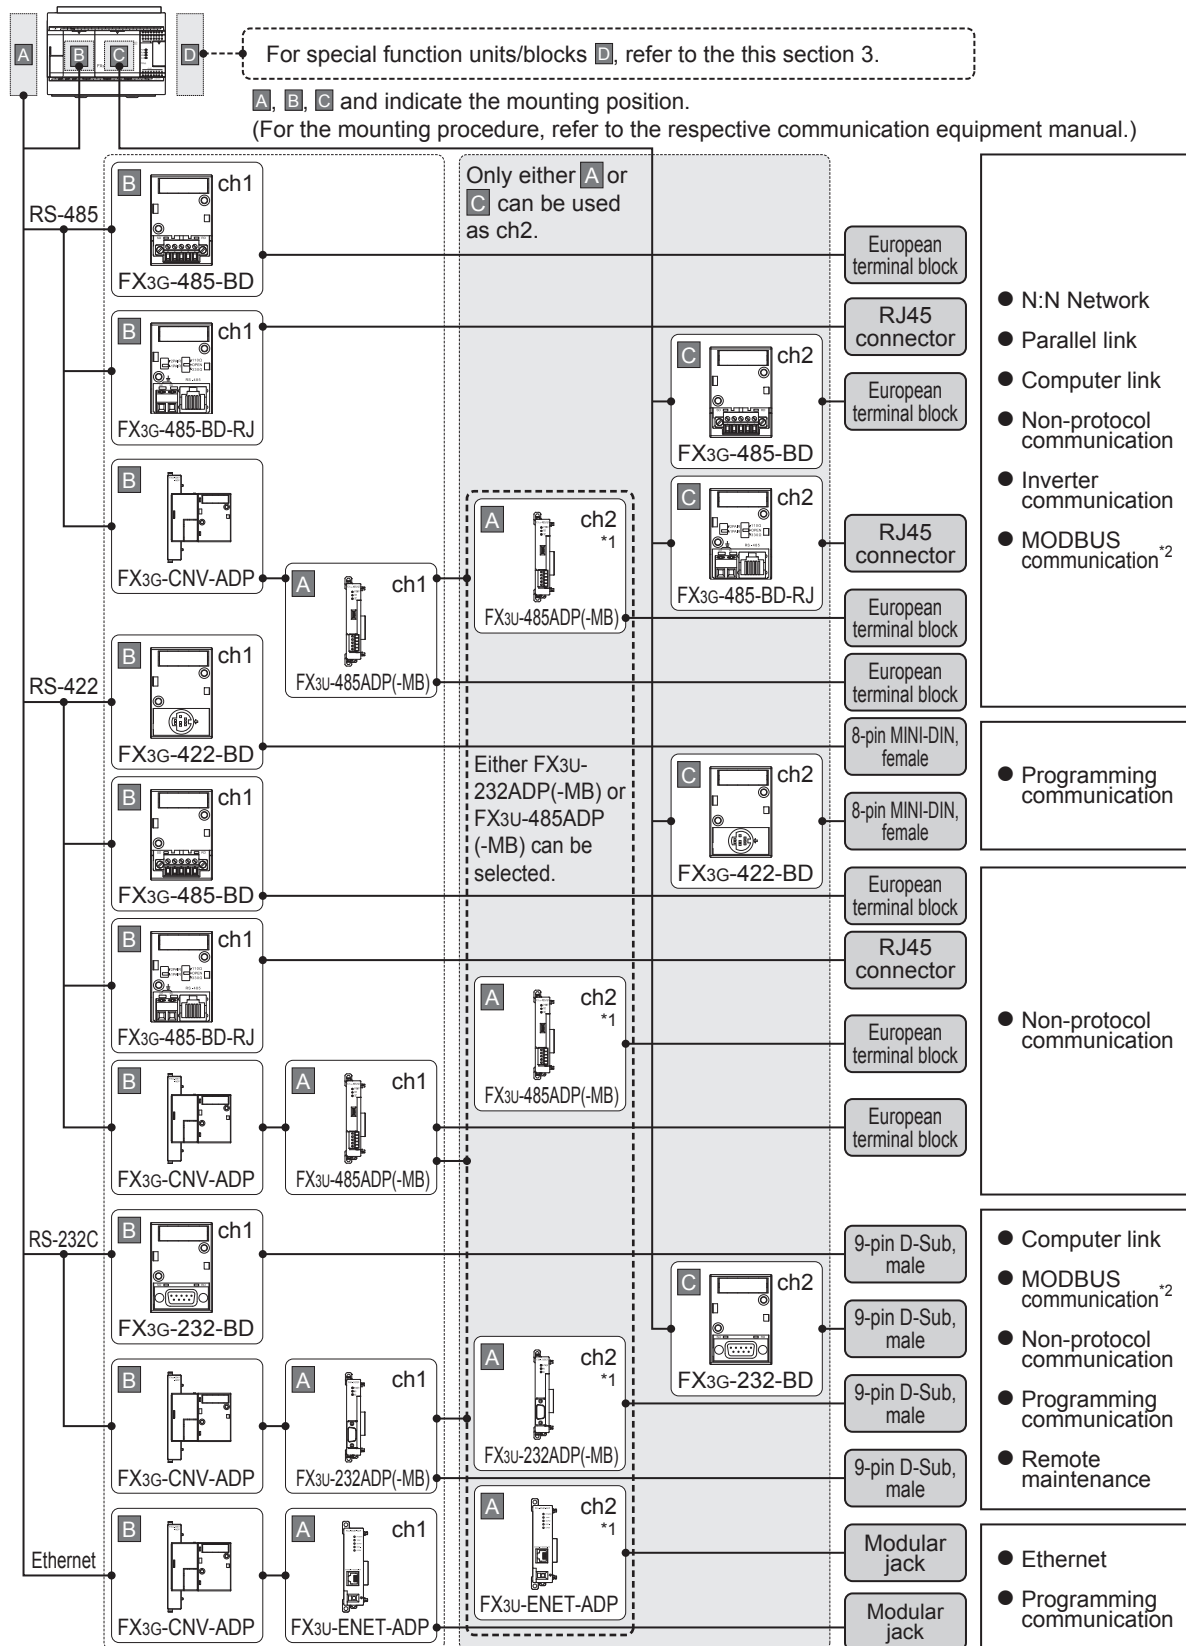 A
B
C
D
For special function units/blocks D, refer to the this section 3.
A, B, C and indicate the mounting position.
(For the mounting procedure, refer to the respective communication equipment manual.)
Only either A or
C can be used
as ch2.
RS-485
B ch1
FX3G-485-BD
European
terminal block
B ch1
FX3G-485-BD-RJ
RJ45
connector
C ch2
FX3G-485-BD
European
terminal block
B
FX3G-CNV-ADP
A ch1
FX3U-485ADP(-MB)
A ch2
*1
FX3U-485ADP(-MB)
C ch2
FX3G-485-BD-RJ
RJ45
connector
European
terminal block
European
terminal block
● N:N Network
● Parallel link
● Computer link
● Non-protocol
communication
● Inverter
communication
● MODBUS
communication*2
RS-422
B ch1
FX3G-422-BD
8-pin MINI-DIN,
female
Either FX3U-
232ADP(-MB) or
FX3U-485ADP
(-MB) can be
selected.
C ch2
FX3G-422-BD
8-pin MINI-DIN,
female
● Programming
communication
B ch1
FX3G-485-BD
European
terminal block
B ch1
FX3G-485-BD-RJ
RJ45
connector
A ch2
*1
FX3U-485ADP(-MB)
European
terminal block
B
FX3G-CNV-ADP
A ch1
FX3U-485ADP(-MB)
European
terminal block
● Non-protocol
communication
RS-232C
B ch1
FX3G-232-BD
9-pin D-Sub,
male
C ch2
FX3G-232-BD
9-pin D-Sub,
male
B
FX3G-CNV-ADP
A ch1
FX3U-232ADP(-MB)
A ch2
*1
FX3U-232ADP(-MB)
9-pin D-Sub,
male
9-pin D-Sub,
male
● Computer link
● MODBUS
communication*2
● Non-protocol
communication
● Programming
communication
● Remote
maintenance
Ethernet
B
FX3G-CNV-ADP
A ch1
FX3U-ENET-ADP
A ch2
*1
FX3U-ENET-ADP
Modular
jack
Modular
jack
● Ethernet
● Programming
communication